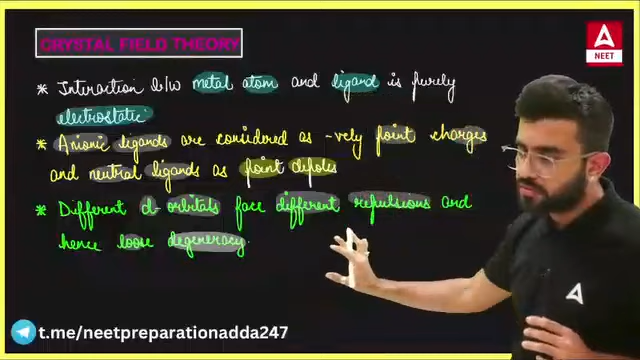 CRYSTAL FIELD THEORY
A
NEET
* Interaction b/w metal atom and ligand is purely
electrostatic
* Anionic ligands are considered as -vely point charges
and neutral ligands as point dipoles
* Different d-orbitals face different repulsions and
hence loose degeneracy.
A
t.me/neetpreparationadda247